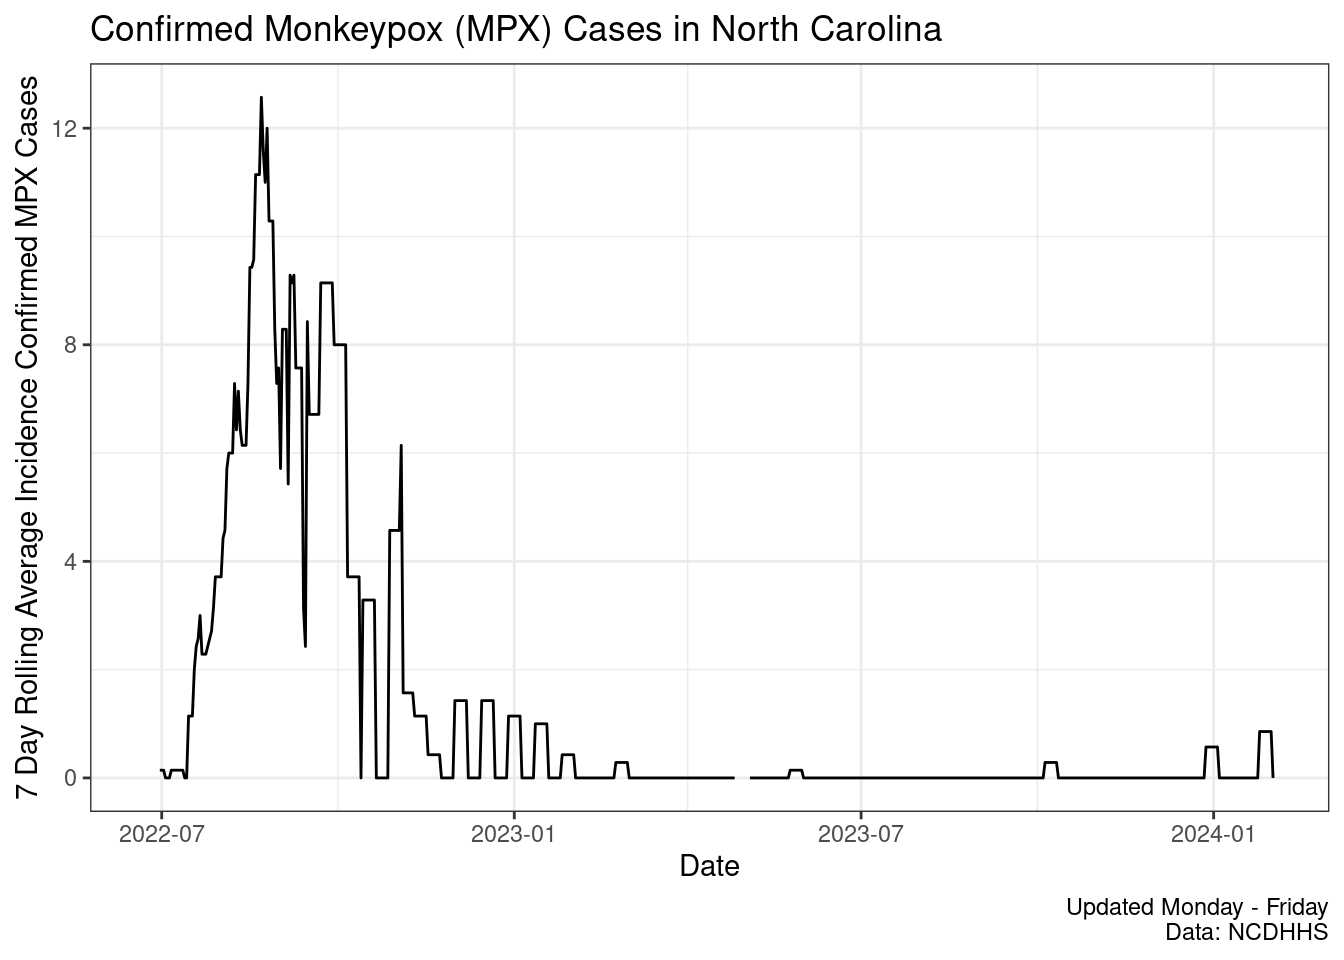 Confirmed Monkeypox (MPX) Cases in North Carolina
7 Day Rolling Average Incidence Confirmed MPX Cases
12
8
4
0
2022-07
2023-01
2023-07
2024-01
Date
Updated Monday - Friday
Data: NCDHHS